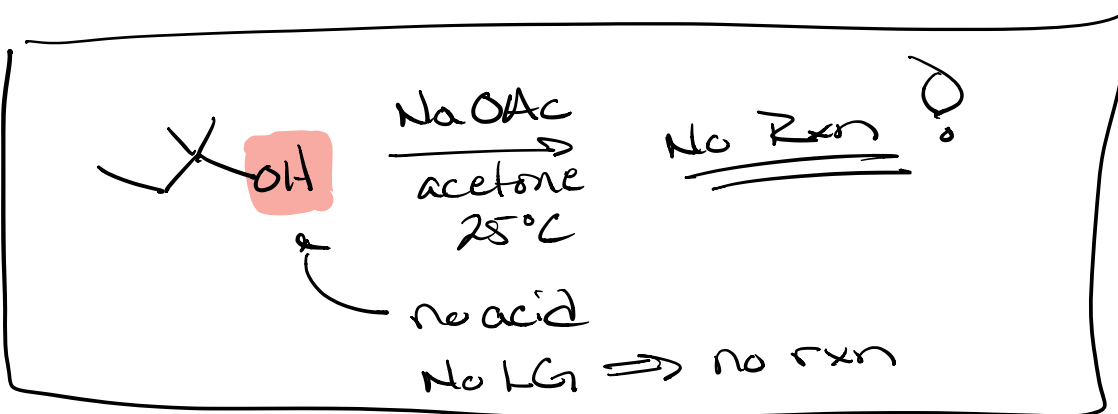 OH
NaOAc
acetone
25°C
No Rxn
no acid
No LG ⇒ no rxn